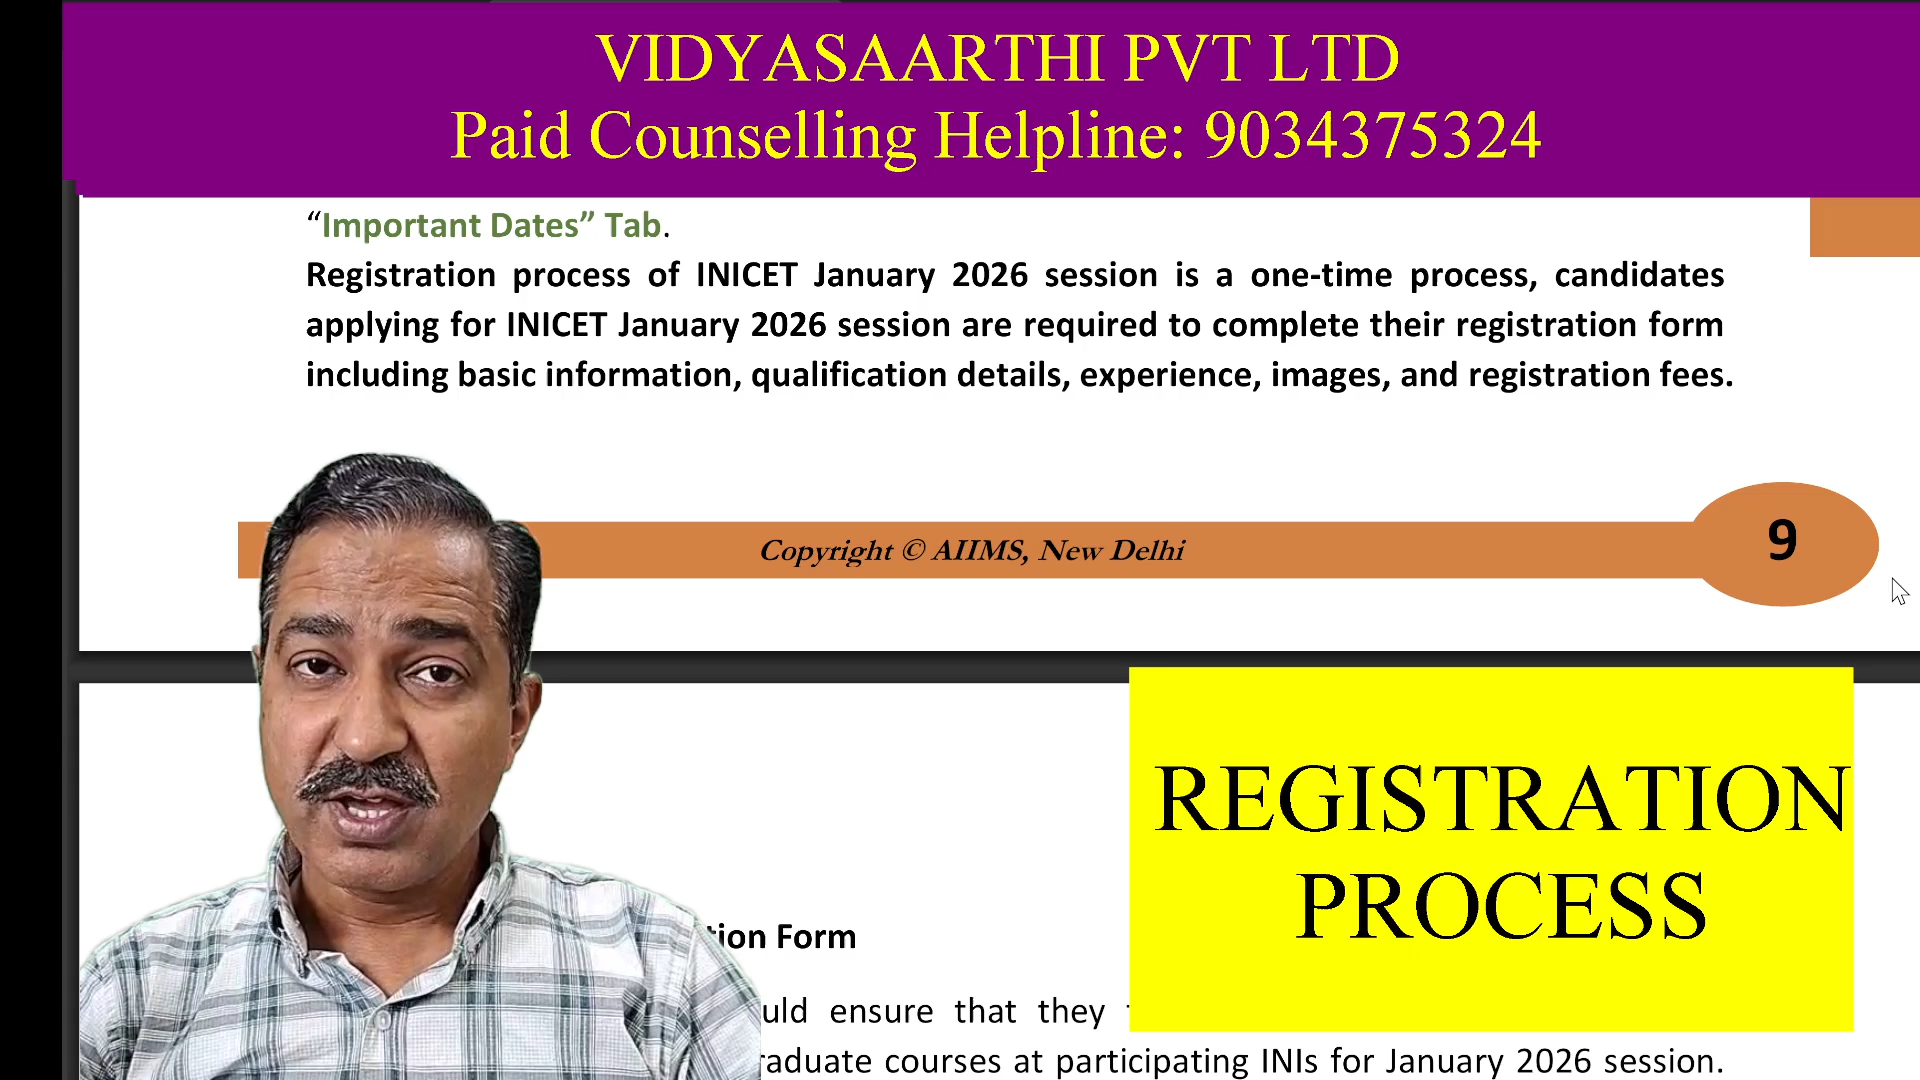 VIDYASAARTHI PVT LTD
Paid Counselling Helpline: 9034375324
“Important Dates” Tab.
Registration process of INICET January 2026 session is a one-time process, candidates
applying for INICET January 2026 session are required to complete their registration form
including basic information, qualification details, experience, images, and registration fees.
Copyright © AIIMS, New Delhi
9
REGISTRATION
PROCESS
Form
ensure that they
courses at participating INIs for January 2026 session.